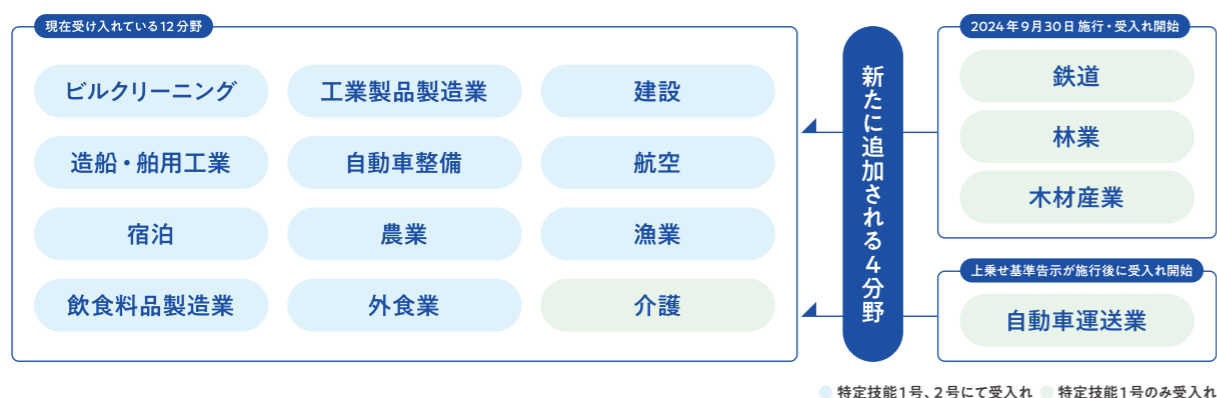 現在受け入れている12分野
ビルクリーニング
工業製品製造業
建設
造船・舶用工業
自動車整備
航空
宿泊
農業
漁業
飲食料品製造業
外食業
介護
新たに追加される4分野
2024年9月30日施行・受入れ開始
鉄道
林業
木材産業
上乗せ基準告示が施行後に受入れ開始
自動車運送業
特定技能1号、2号にて受入れ
特定技能1号のみ受入れ